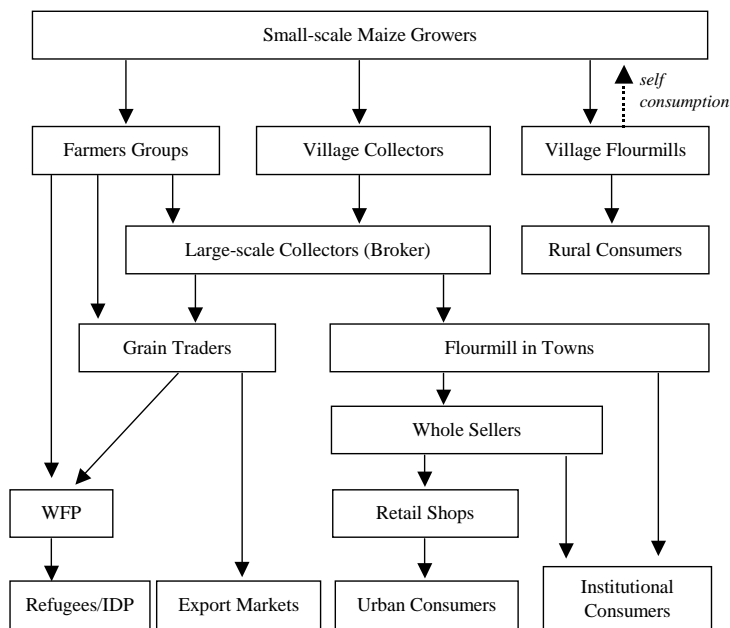 Small-scale Maize Growers
self
consumption
Farmers Groups
Village Collectors
Village Flourmills
Large-scale Collectors (Broker)
Rural Consumers
Grain Traders
Flourmill in Towns
Whole Sellers
WFP
Retail Shops
Refugees/IDP
Export Markets
Urban Consumers
Institutional
Consumers